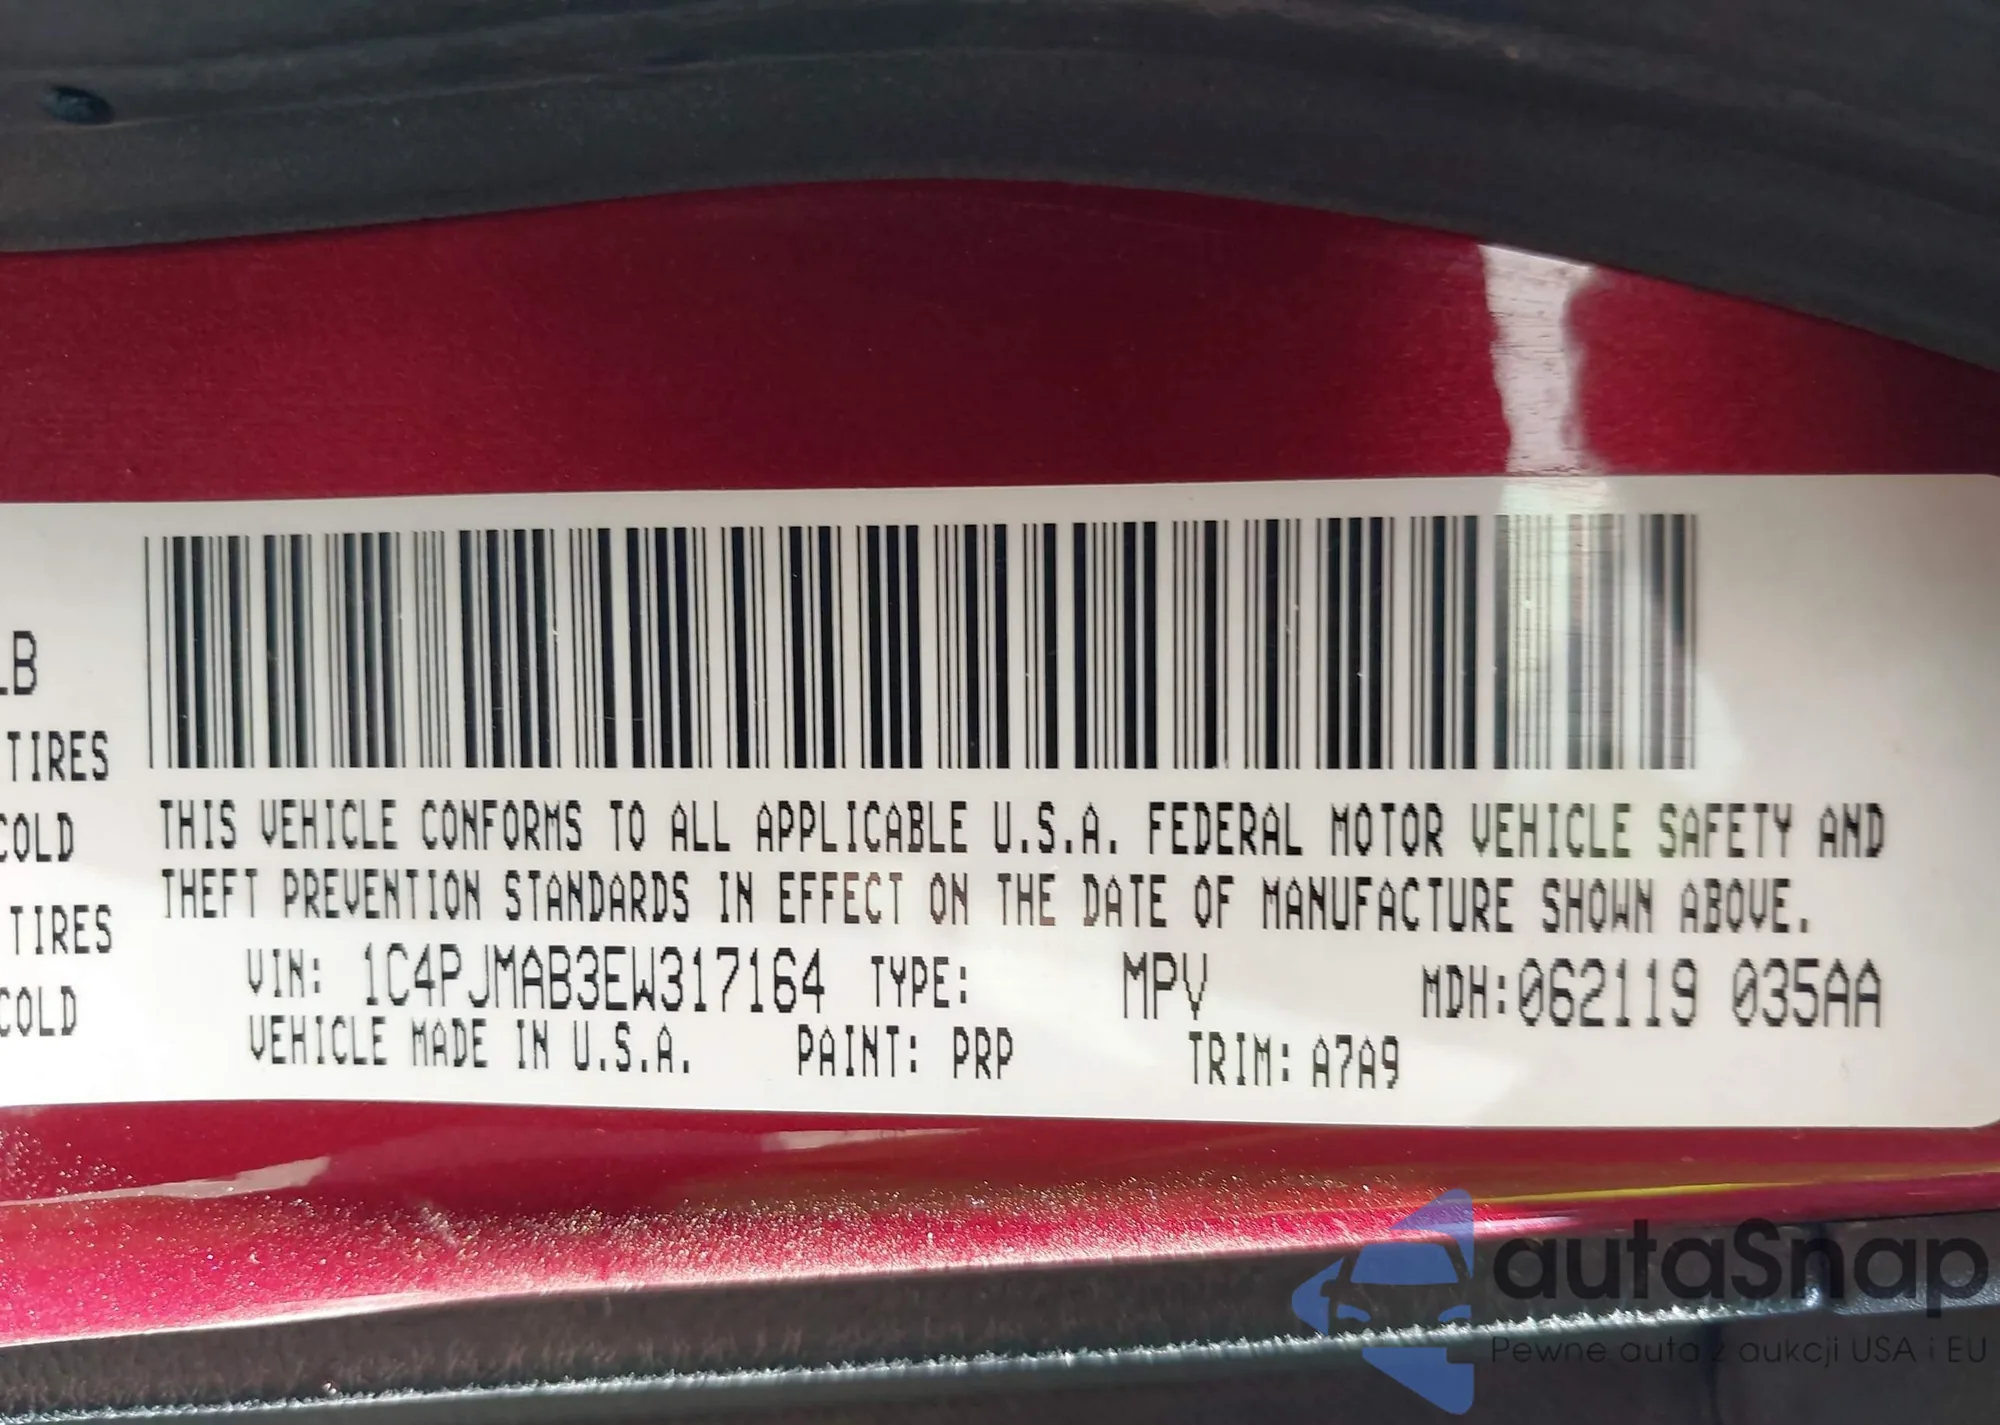 LB
TIRES
COLD
TIRES
COLD
THIS VEHICLE CONFORMS TO ALL APPLICABLE U.S.A. FEDERAL MOTOR VEHICLE SAFETY AND
THEFT PREVENTION STANDARDS IN EFFECT ON THE DATE OF MANUFACTURE SHOWN ABOVE.
VIN: 1C4PJMAB3EW317164 TYPE: MPV MDH:062119 035AA
VEHICLE MADE IN U.S.A. PAINT: PRP TRIM: A7A9
autaSnap
Pewne auta z aukcji USA i EU